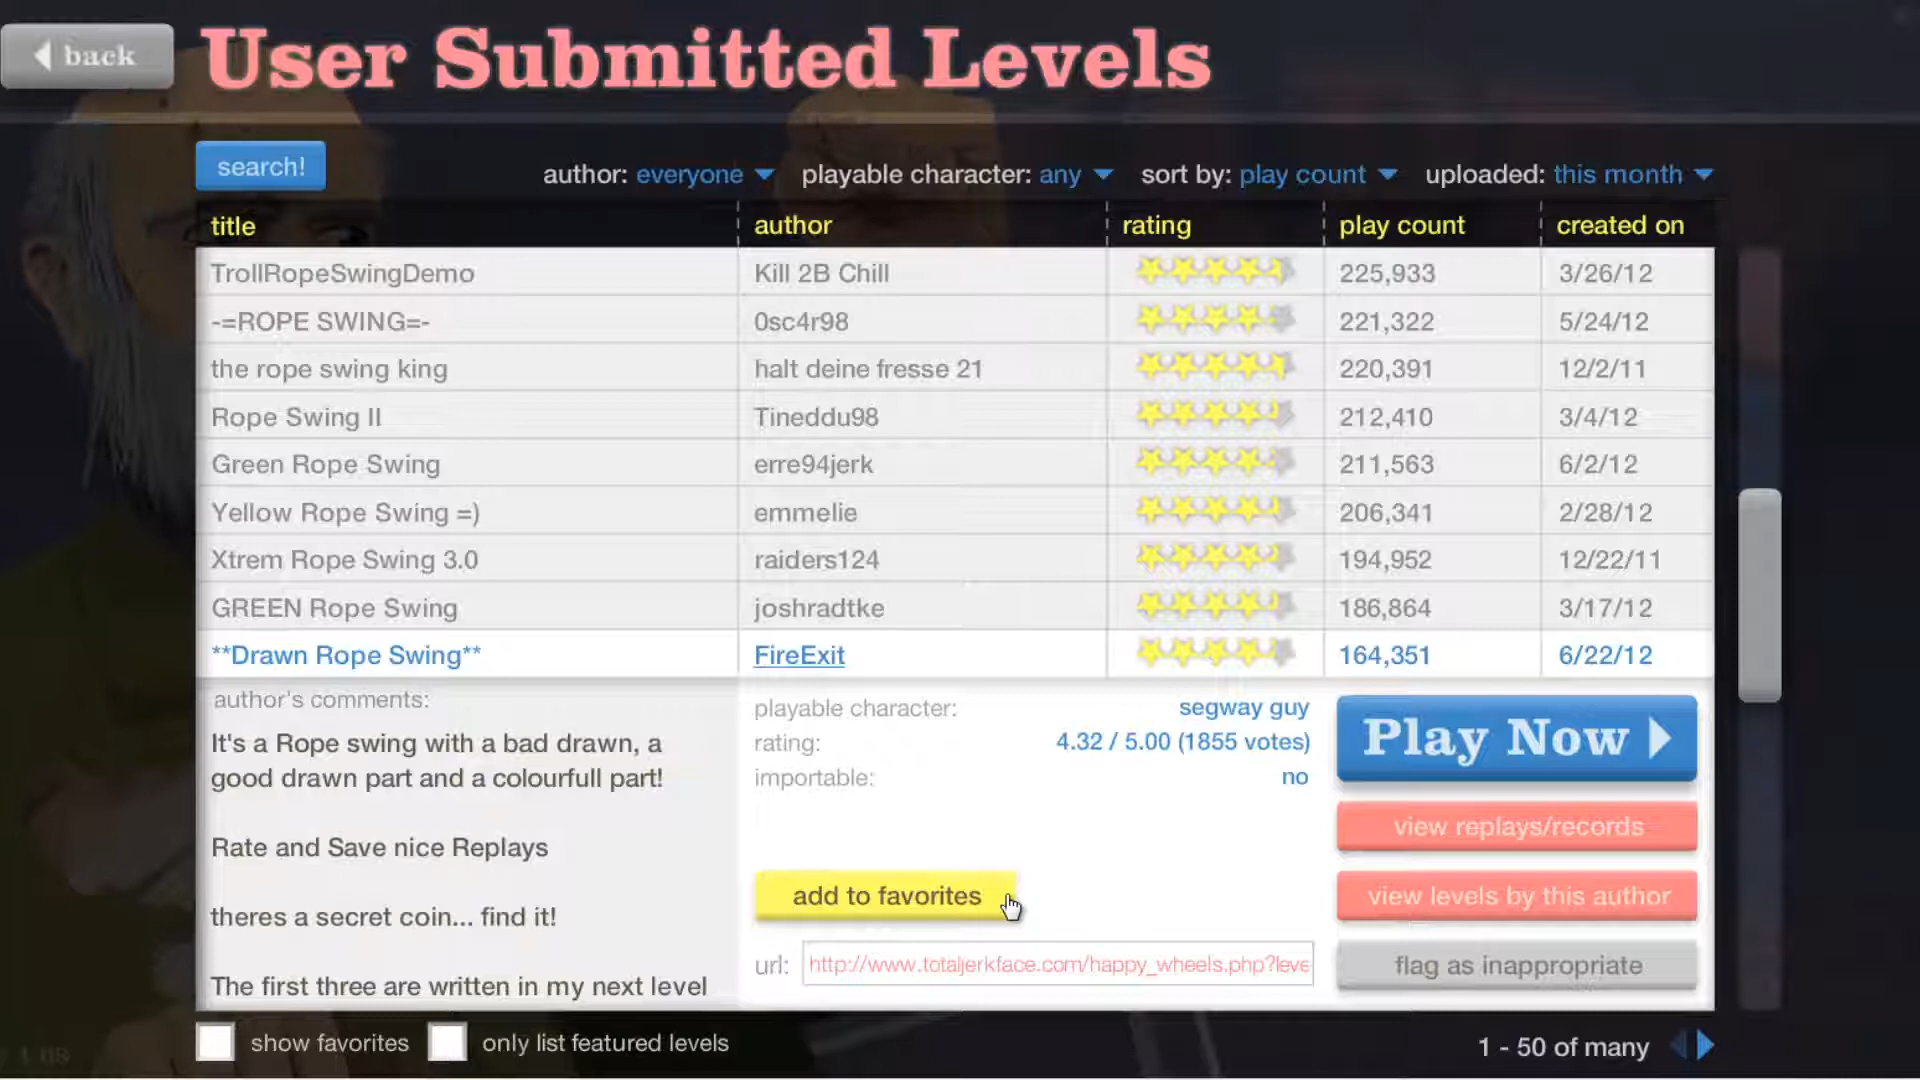 back
User Submitted Levels
search!
author: everyone
playable character: any
sort by: play count
uploaded: this month
title author rating play count created on
TrollRopeSwingDemo Kill 2B Chill 225,933 3/26/12
-=ROPE SWING=- 0sc4r98 221,322 5/24/12
the rope swing king halt deine fresse 21 220,391 12/2/11
Rope Swing II Tineddu98 212,410 3/4/12
Green Rope Swing erre94jerk 211,563 6/2/12
Yellow Rope Swing =) emmelie 206,341 2/28/12
Xtrem Rope Swing 3.0 raiders124 194,952 12/22/11
GREEN Rope Swing joshradtke 186,864 3/17/12
**Drawn Rope Swing** FireExit 164,351 6/22/12
author's comments:
It's a Rope swing with a bad drawn, a
good drawn part and a colourfull part!
Rate and Save nice Replays
theres a secret coin... find it!
The first three are written in my next level
playable character: segway guy
rating: 4.32 / 5.00 (1855 votes)
importable: no
add to favorites
url: http://www.totaljerkface.com/happy_wheels.php?leve
Play Now
view replays/records
view levels by this author
flag as inappropriate
show favorites
only list featured levels
1 - 50 of many